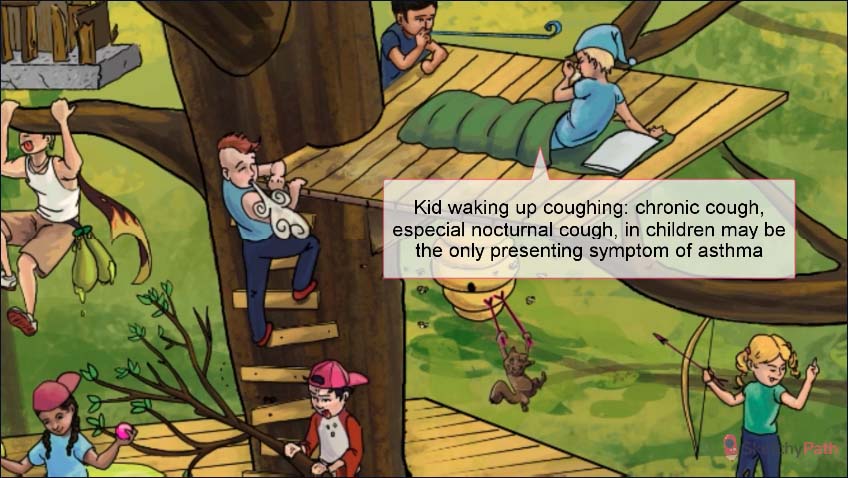 Kid waking up coughing: chronic cough,
especial nocturnal cough, in children may be
the only presenting symptom of asthma
SketchyPath